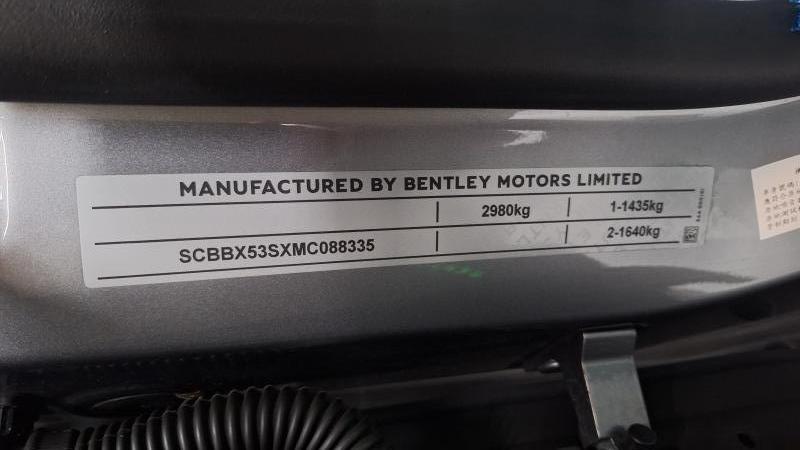 MANUFACTURED BY BENTLEY MOTORS LIMITED
2980kg 1-1435kg
SCBBX53SXMC088335 2-1640kg